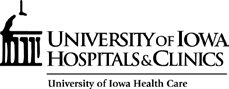 UNIVERSITY OF IOWA
HOSPITALS & CLINICS
University of Iowa Health Care